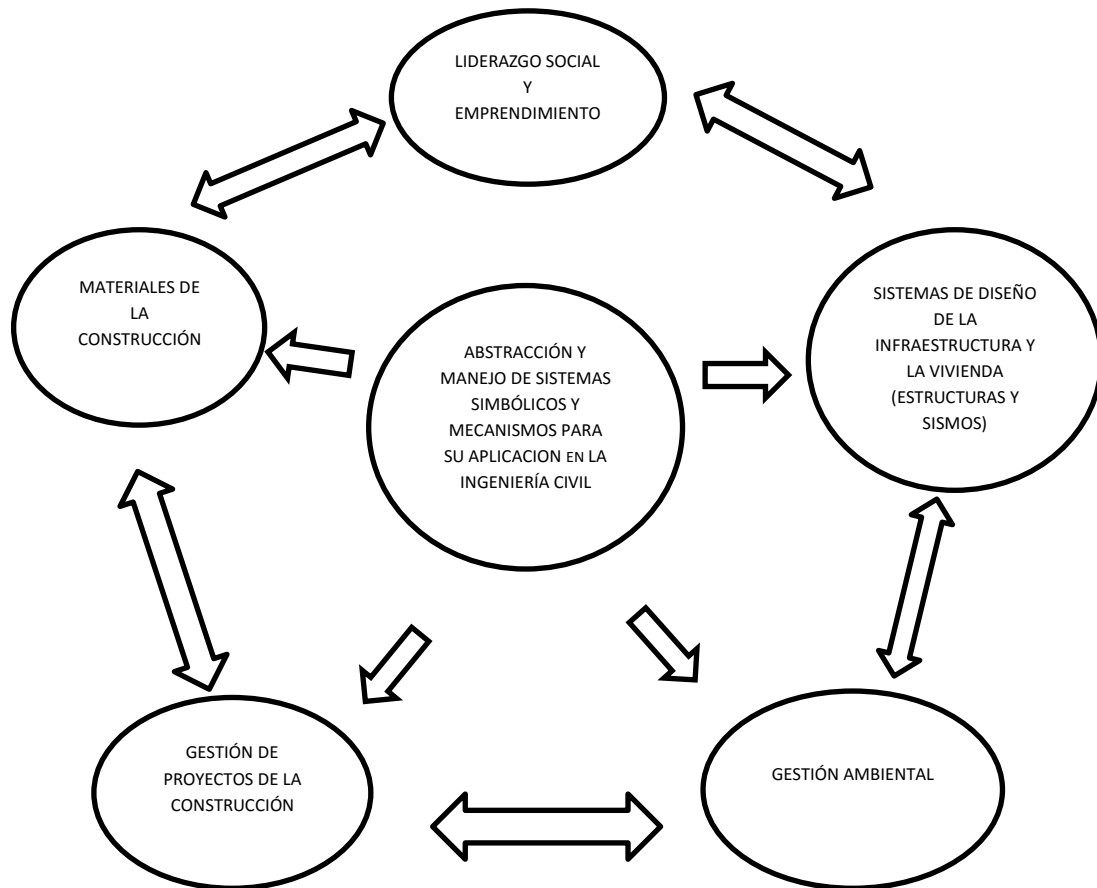 LIDERAZGO SOCIAL
Y
EMPRENDIMIENTO
MATERIALES DE
LA
CONSTRUCCIÓN
ABSTRACCIÓN Y
MANEJO DE SISTEMAS
SIMBÓLICOS Y
MECANISMOS PARA
SU APLICACION EN LA
INGENIERÍA CIVIL
SISTEMAS DE DISEÑO
DE LA
INFRAESTRUCTURA Y
LA VIVIENDA
(ESTRUCTURAS Y
SISMOS)
GESTIÓN DE
PROYECTOS DE LA
CONSTRUCCIÓN
GESTIÓN AMBIENTAL